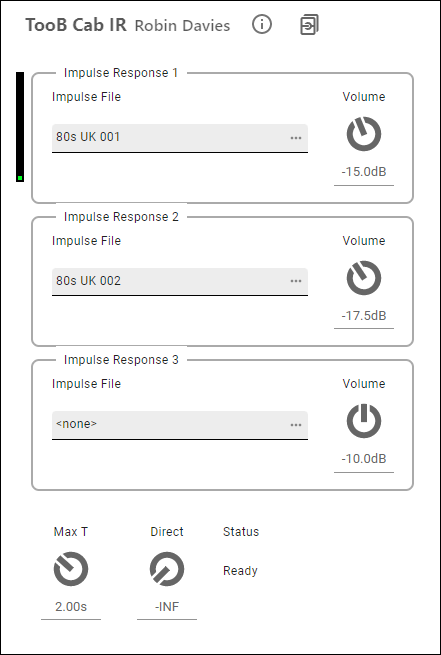 TooB Cab IR Robin Davies
Impulse Response 1
Impulse File Volume
80s UK 001 ...
-15.0dB
Impulse Response 2
Impulse File Volume
80s UK 002 ...
-17.5dB
Impulse Response 3
Impulse File Volume
<none> ...
-10.0dB
Max T Direct Status
Ready
2.00s -INF